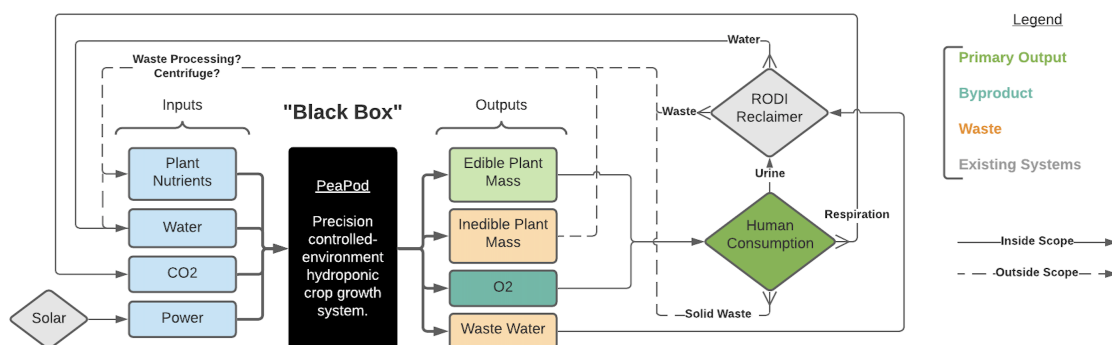 Water
Legend
Waste Processing?
Centrifuge?
Primary Output
Inputs
"Black Box"
Outputs
RODI
Reclaimer
Waste
Byproduct
Waste
Existing Systems
Plant
Nutrients
PeaPod
Precision
controlled-
environment
hydroponic
crop growth
system.
Edible Plant
Mass
Urine
Water
Inedible Plant
Mass
Human
Consumption
Respiration
Inside Scope
CO2
O2
Outside Scope
Solar
Power
Waste Water
Solid Waste